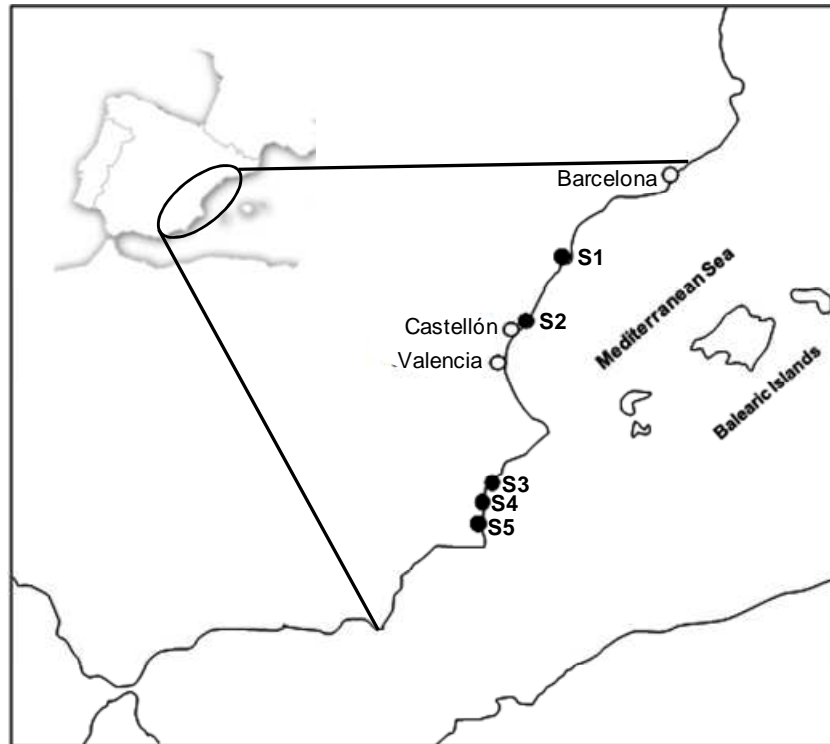 Barcelona
S1
Mediterranean Sea
S2
Castellón
Valencia
Balearic Islands
S3
S4
S5